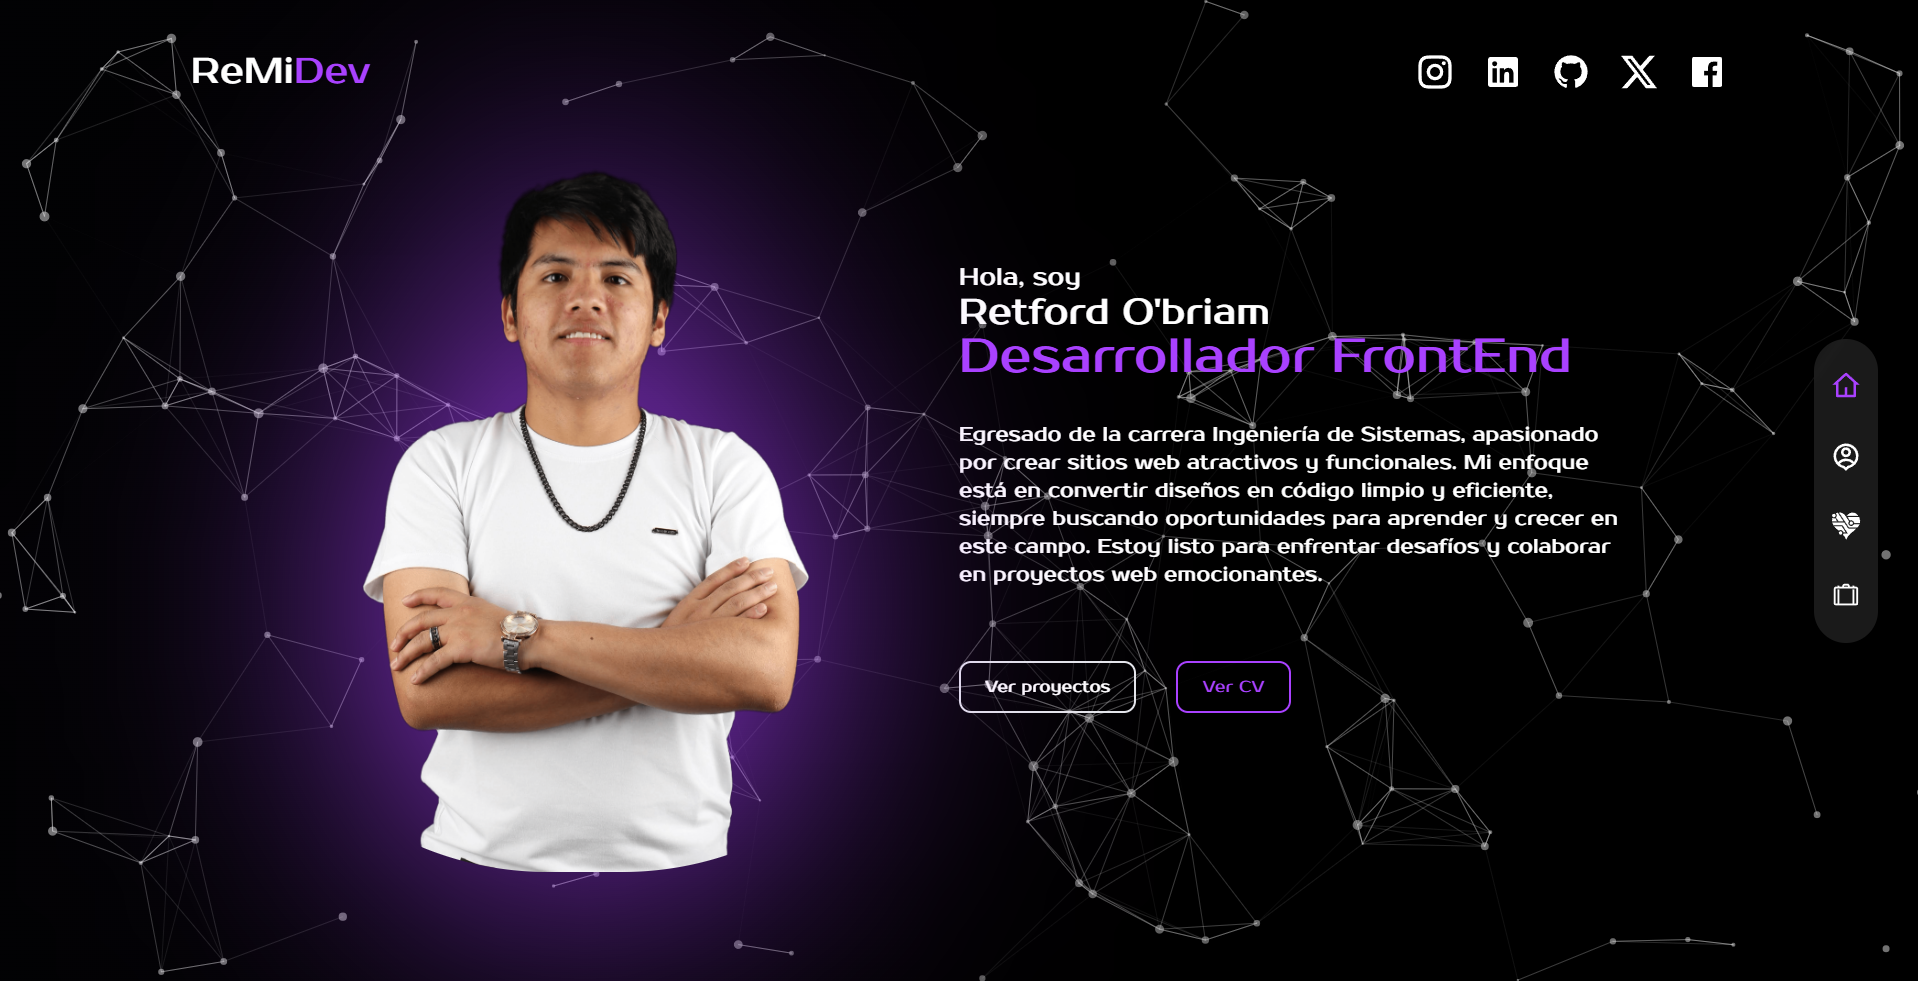 ReMiDev
Hola, soy
Retford O'briam
Desarrollador FrontEnd
Egresado de la carrera Ingeniería de Sistemas, apasionado
por crear sitios web atractivos y funcionales. Mi enfoque
está en convertir diseños en código limpio y eficiente,
siempre buscando oportunidades para aprender y crecer en
este campo. Estoy listo para enfrentar desafíos y colaborar
en proyectos web emocionantes.
Ver proyectos
Ver CV